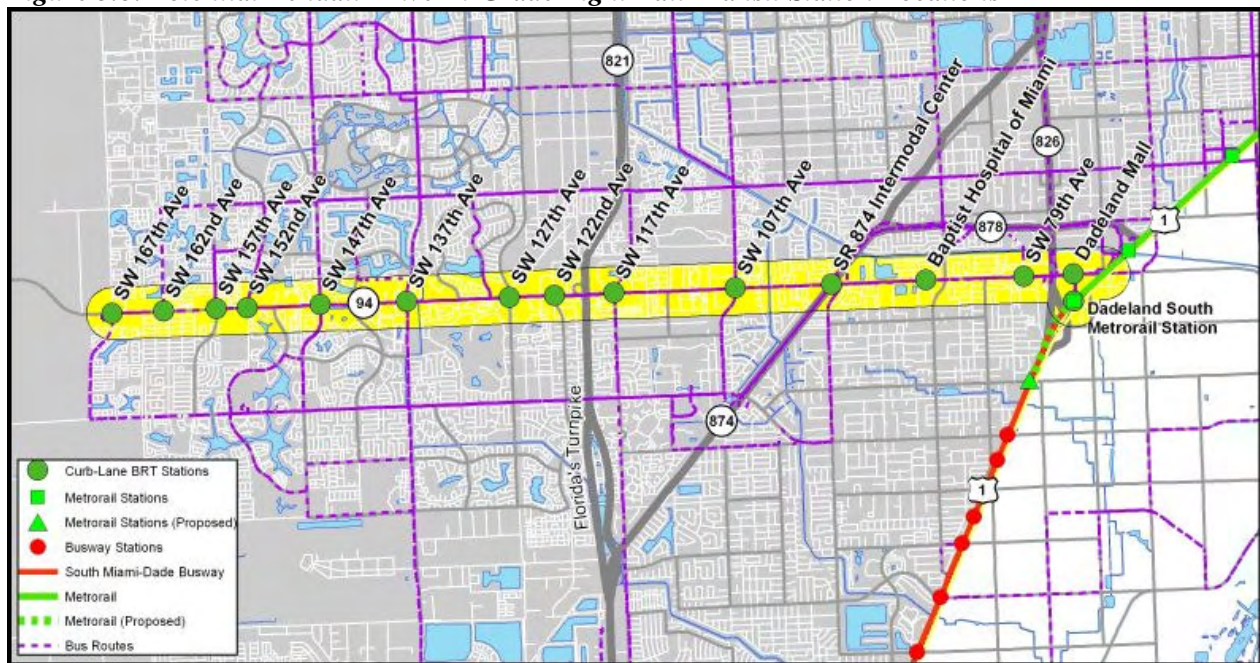 821
826
SW 167th Ave
SW 162nd Ave
SW 157th Ave
SW 152nd Ave
SW 147th Ave
SW 137th Ave
SW 127th Ave
SW 122nd Ave
SW 117th Ave
SW 107th Ave
SR 874 Intermodal Center
Baptist Hospital of Miami
SW 79th Ave
Dadeland Mall
1
878
94
Dadeland South
Metrorail Station
874
Florida's Turnpike
1
Curb-Lane BRT Stations
Metrorail Stations
Metrorail Stations (Proposed)
Busway Stations
South Miami-Dade Busway
Metrorail
Metrorail (Proposed)
Bus Routes